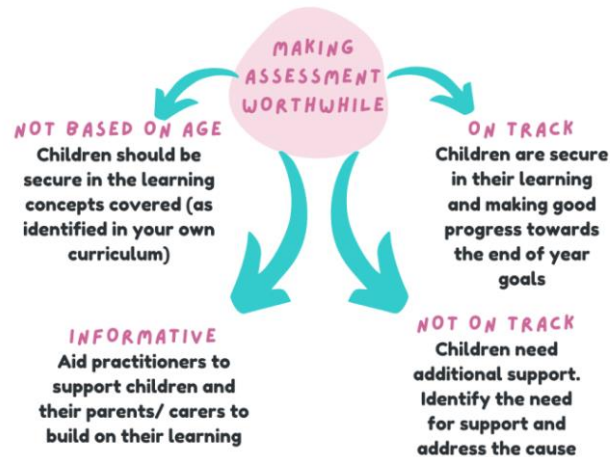 MAKING
ASSESSMENT
WORTHWHILE
NOT BASED ON AGE
Children should be
secure in the learning
concepts covered (as
identified in your own
curriculum)
ON TRACK
Children are secure
in their learning
and making good
progress towards
the end of year
goals
INFORMATIVE
Aid practitioners to
support children and
their parents/ carers to
build on their learning
NOT ON TRACK
Children need
additional support.
Identify the need
for support and
address the cause